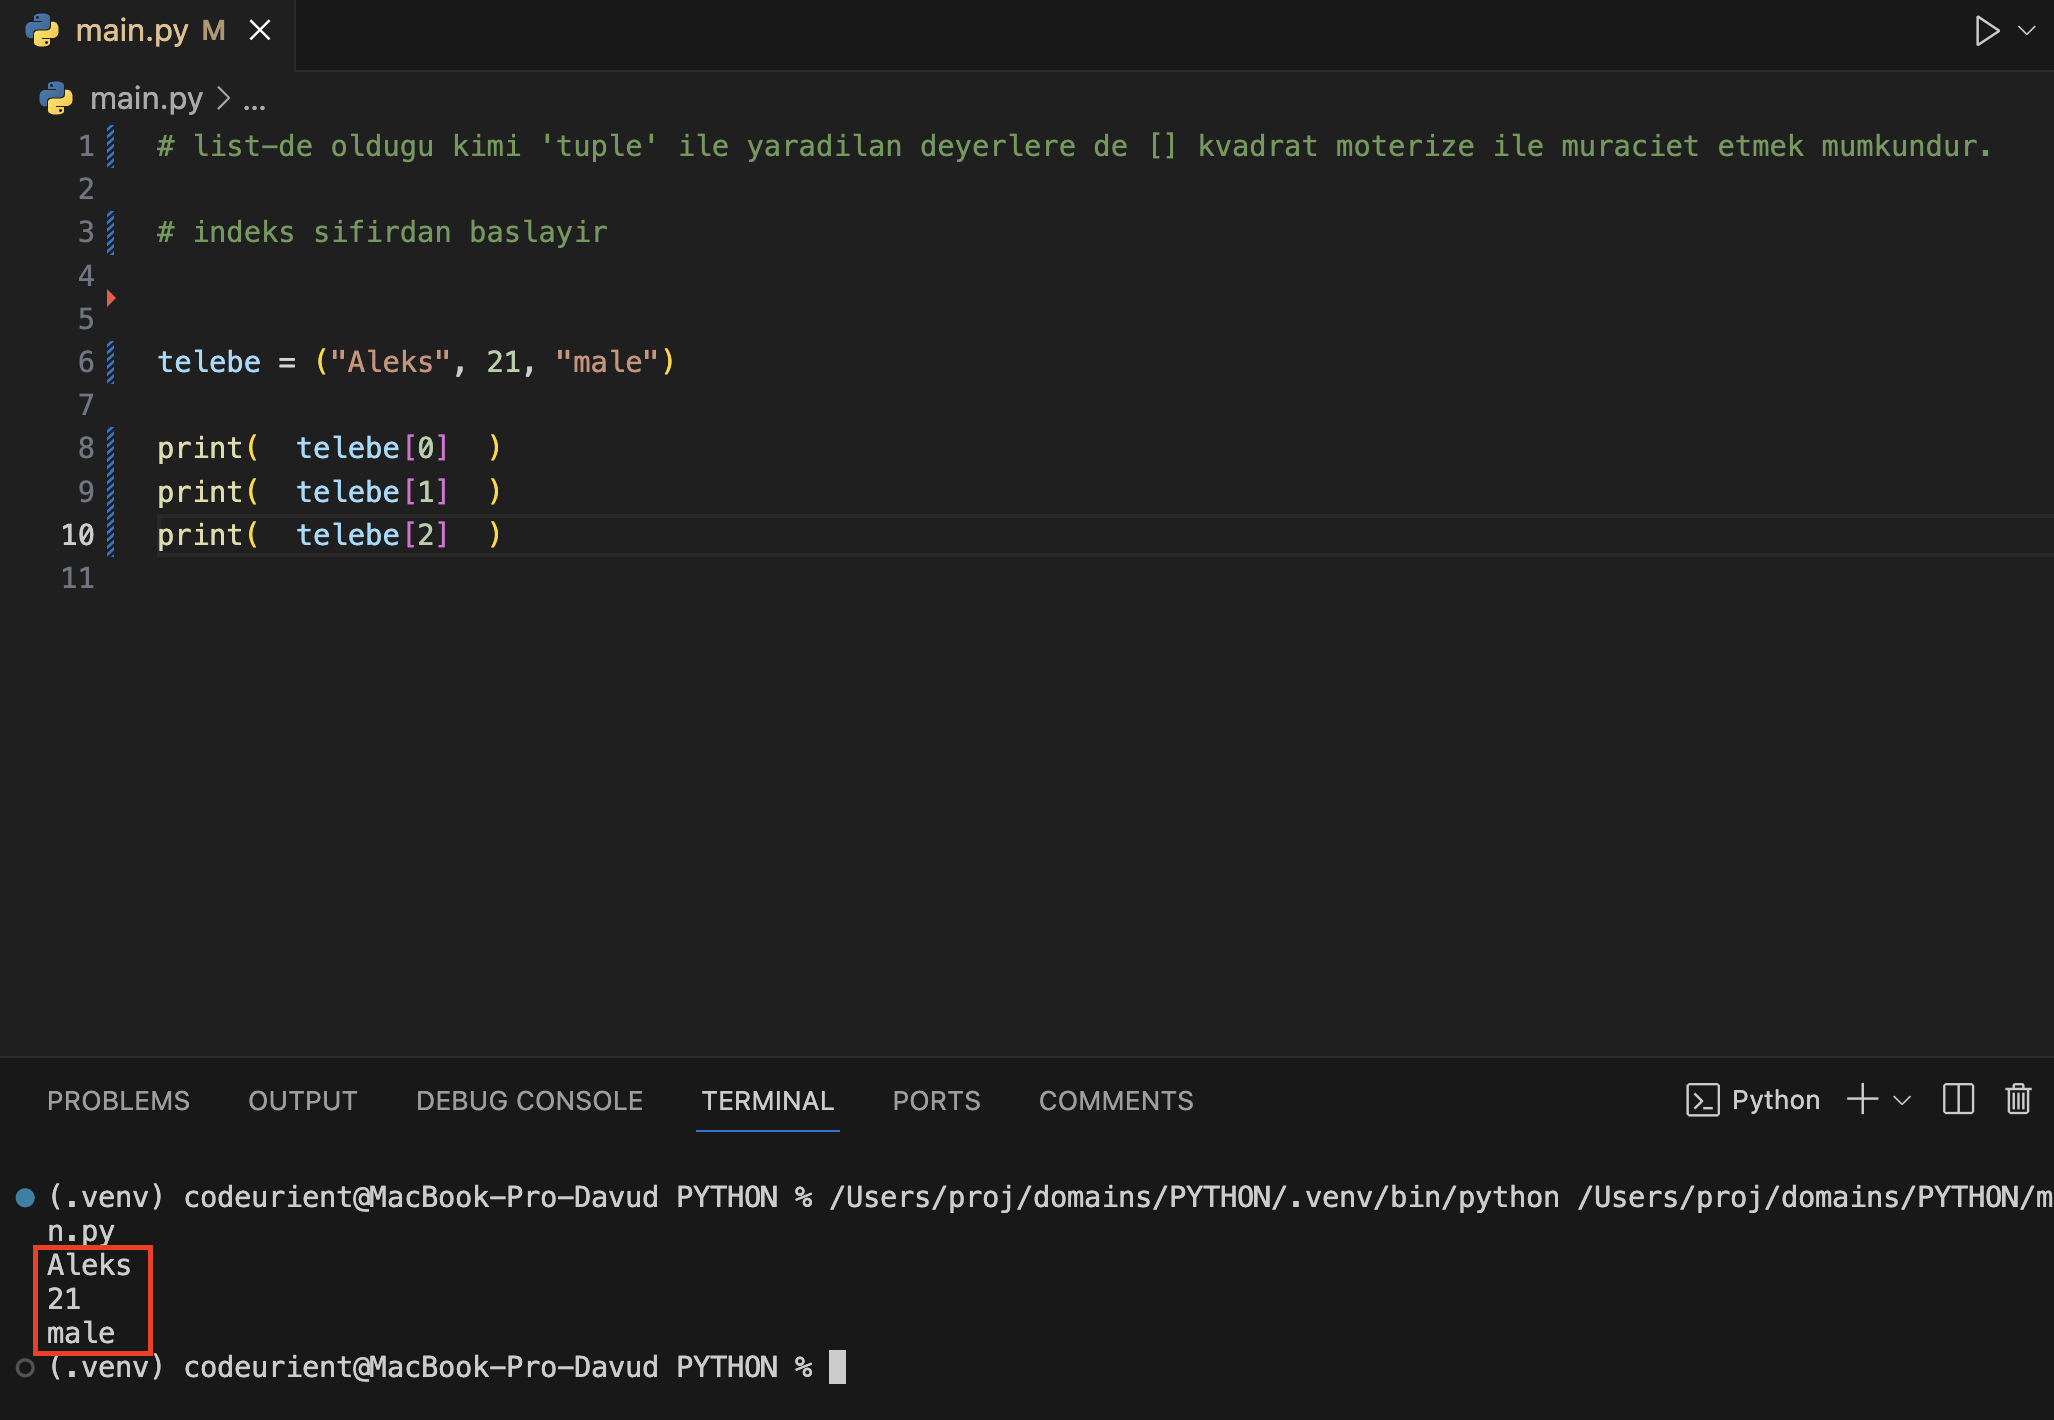 main.py M
main.py > ...
1 # list-de oldugu kimi 'tuple' ile yaradilan deyerlere de [] kvadrat moterize ile muraciet etmek mumkundur.
2
3 # indeks sifirdan baslayir
4
5
6 telebe = ("Aleks", 21, "male")
7
8 print(  telebe[0]  )
9 print(  telebe[1]  )
10 print(  telebe[2]  )
11
PROBLEMS OUTPUT DEBUG CONSOLE TERMINAL PORTS COMMENTS Python
(.venv) codeurient@MacBook-Pro-Davud PYTHON % /Users/proj/domains/PYTHON/.venv/bin/python /Users/proj/domains/PYTHON/m
n.py
Aleks
21
male
(.venv) codeurient@MacBook-Pro-Davud PYTHON %